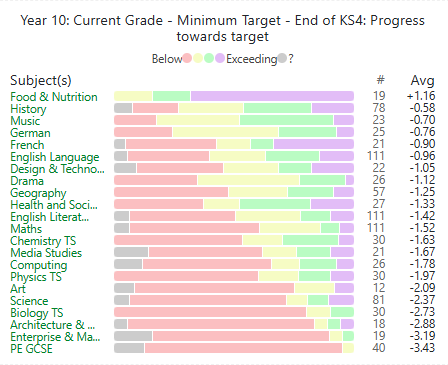 Year 10: Current Grade - Minimum Target - End of KS4: Progress
towards target
Below Exceeding ?
Subject(s) # Avg
Food & Nutrition 19 +1.16
History 78 -0.58
Music 23 -0.70
German 25 -0.76
French 21 -0.90
English Language 111 -0.96
Design & Techno... 22 -1.05
Drama 26 -1.12
Geography 57 -1.25
Health and Soci... 27 -1.33
English Literat... 111 -1.42
Maths 111 -1.52
Chemistry TS 30 -1.63
Media Studies 21 -1.67
Computing 26 -1.78
Physics TS 30 -1.97
Art 12 -2.09
Science 81 -2.37
Biology TS 30 -2.73
Architecture & ... 18 -2.88
Enterprise & Ma... 19 -3.19
PE GCSE 40 -3.43